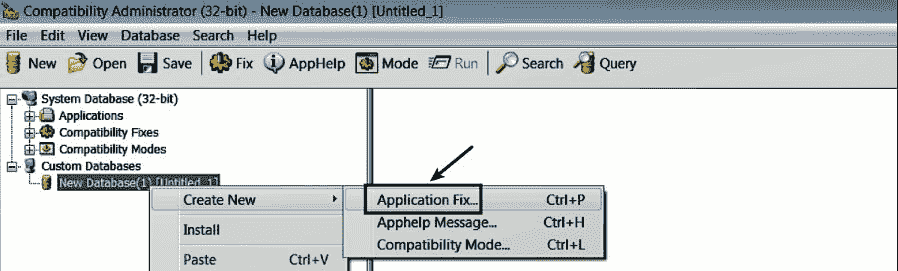 Compatibility Administrator (32-bit) - New Database(1) [Untitled_1]
File Edit View Database Search Help
New Open Save Fix AppHelp Mode Run Search Query
System Database (32-bit)
Applications
Compatibility Fixes
Compatibility Modes
Custom Databases
New Database(1) [Untitled_1]
Create New
Application Fix... Ctrl+P
Apphelp Message... Ctrl+H
Install
Compatibility Mode... Ctrl+L
Paste Ctrl+V